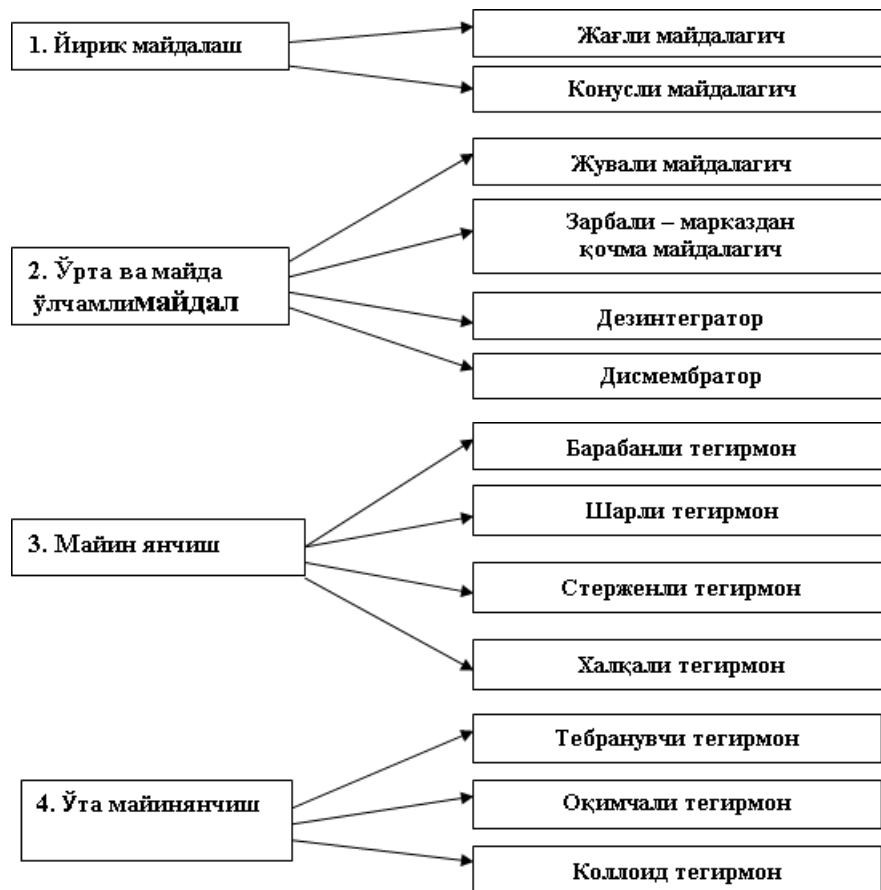 1. Йирик майдалаш
Жағли майдалагич
Конусли майдалагич
2. Ўрта ва майда
ўлчамлимайдал
Жували майдалагич
Зарбали – марказдан
қочма майдалагич
Дезинтегратор
Дисмембратор
3. Майин янчиш
Барабанли тегирмон
Шарли тегирмон
Стерженли тегирмон
Халқали тегирмон
4. Ўта майинянчиш
Тебранувчи тегирмон
Оқимчали тегирмон
Коллоид тегирмон